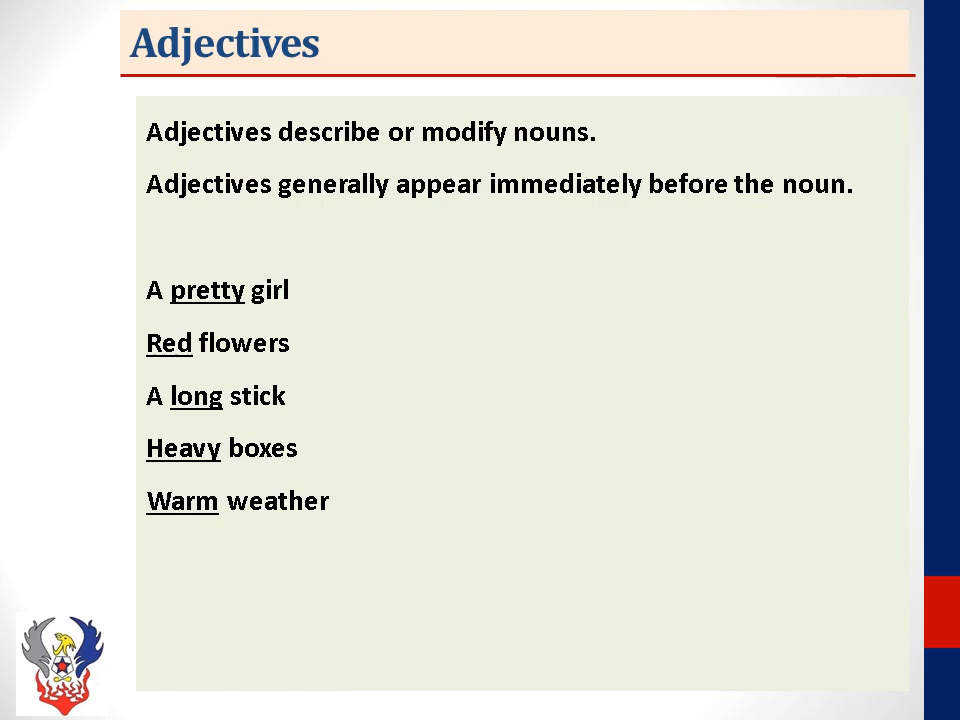 Adjectives
Adjectives describe or modify nouns.
Adjectives generally appear immediately before the noun.
A pretty girl
Red flowers
A long stick
Heavy boxes
Warm weather